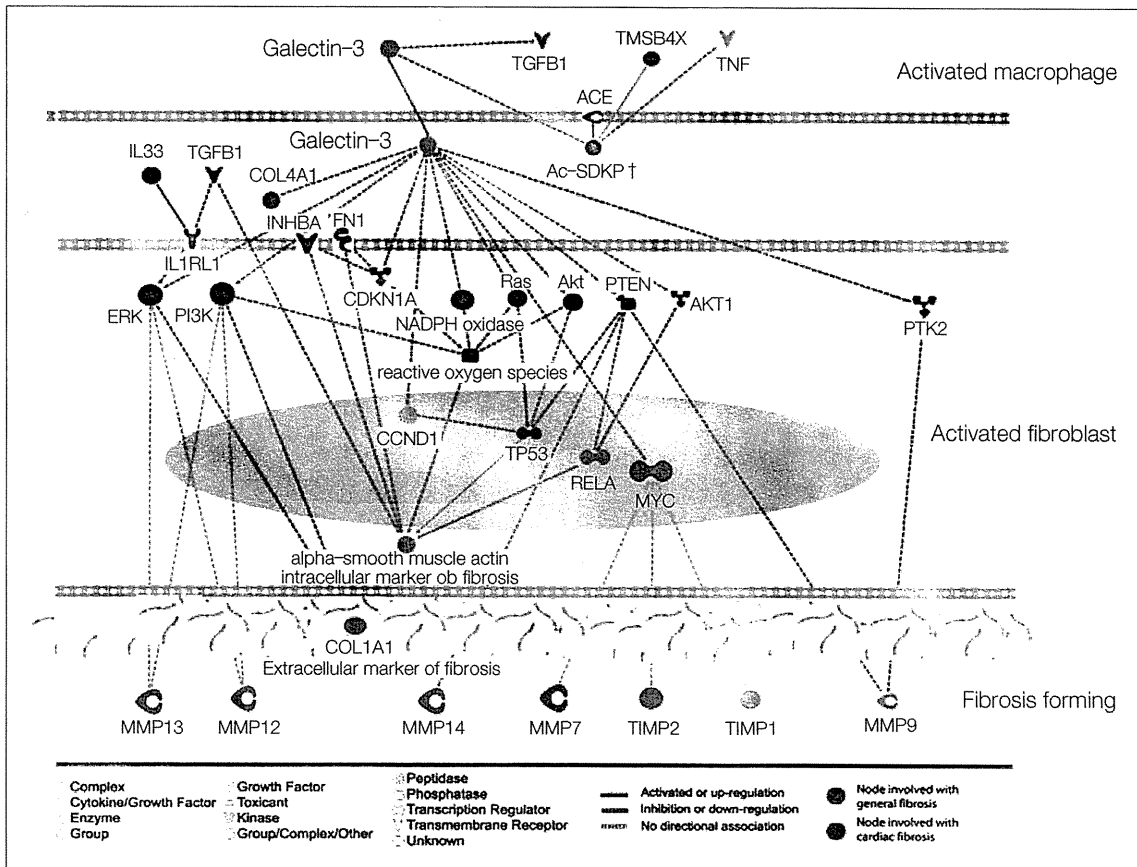 Galectin-3
TGFB1
TMSB4X
TNF
Activated macrophage
ACE
Galectin-3
Ac-SDKP †
IL33
TGFB1
COL4A1
INHBA
FN1
IL1RL1
ERK
PI3K
CDKN1A
NADPH oxidase
Ras
Akt
PTEN
AKT1
PTK2
reactive oxygen species
CCND1
TP53
RELA
MYC
Activated fibroblast
alpha-smooth muscle actin
intracellular marker ob fibrosis
COL1A1
Extracellular marker of fibrosis
MMP13
MMP12
MMP14
MMP7
TIMP2
TIMP1
MMP9
Fibrosis forming
Complex
Cytokine/Growth Factor
Enzyme
Group
Growth Factor
Toxicant
Kinase
Group/Complex/Other
Peptidase
Phosphatase
Transcription Regulator
Transmembrane Receptor
Unknown
Activated or up-regulation
Inhibition or down-regulation
No directional association
Node involved with
general fibrosis
Node involved with
cardiac fibrosis